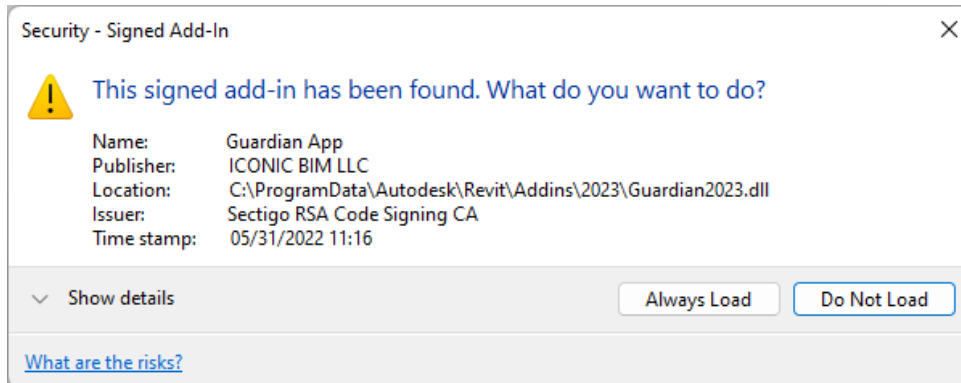 Security - Signed Add-In
This signed add-in has been found. What do you want to do?
Name: Guardian App
Publisher: ICONIC BIM LLC
Location: C:\ProgramData\Autodesk\Revit\Addins\2023\Guardian2023.dll
Issuer: Sectigo RSA Code Signing CA
Time stamp: 05/31/2022 11:16
Show details Always Load Do Not Load
What are the risks?